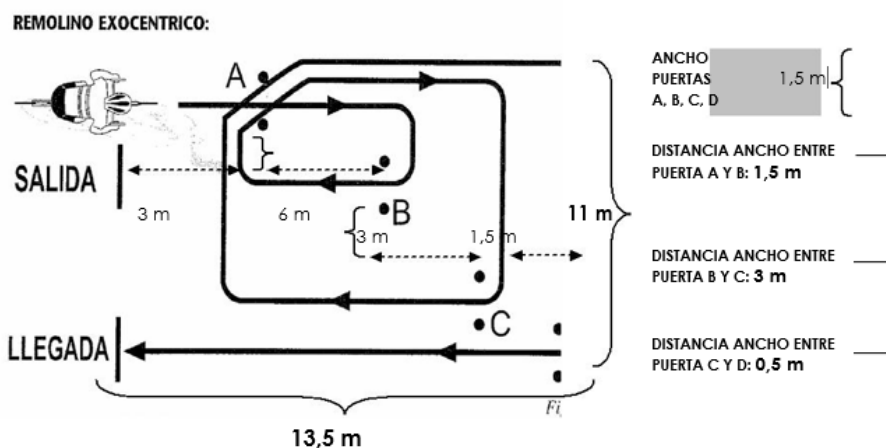 REMOLINO EXOCENTRICO:
A
ANCHO
PUERTAS 1,5 m
A, B, C, D
SALIDA
DISTANCIA ANCHO ENTRE
PUERTA A Y B: 1,5 m
3 m
6 m
B
3 m
1,5 m
11 m
DISTANCIA ANCHO ENTRE
PUERTA B Y C: 3 m
C
LLEGADA
DISTANCIA ANCHO ENTRE
PUERTA C Y D: 0,5 m
13,5 m